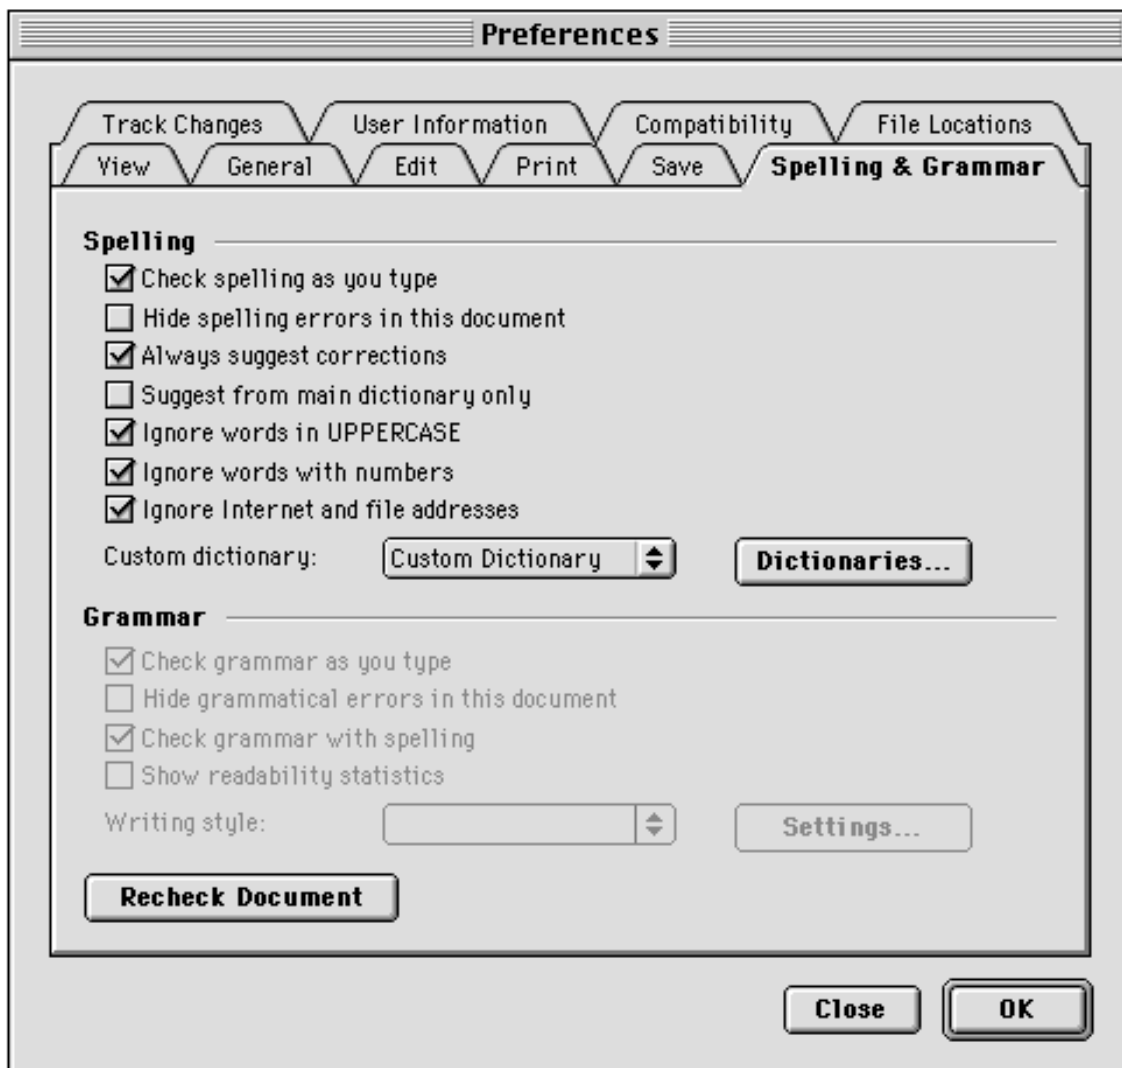 Preferences
Track Changes User Information Compatibility File Locations
View General Edit Print Save Spelling & Grammar
Spelling
Check spelling as you type
Hide spelling errors in this document
Always suggest corrections
Suggest from main dictionary only
Ignore words in UPPERCASE
Ignore words with numbers
Ignore Internet and file addresses
Custom dictionary: Custom Dictionary Dictionaries...
Grammar
Check grammar as you type
Hide grammatical errors in this document
Check grammar with spelling
Show readability statistics
Writing style: Settings...
Recheck Document
Close OK